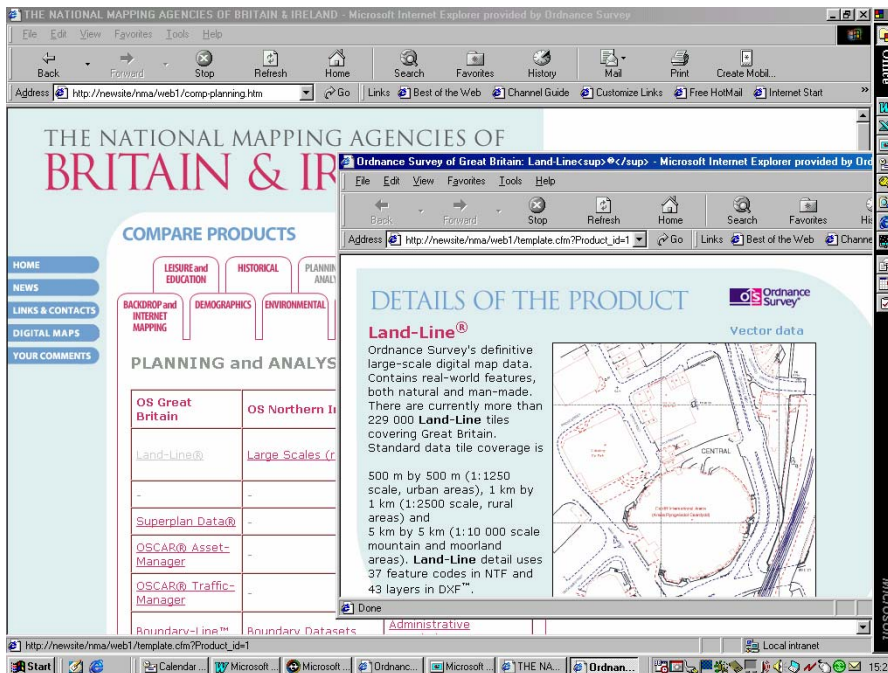 THE NATIONAL MAPPING AGENCIES OF BRITAIN & IRELAND - Microsoft Internet Explorer provided by Ordnance Survey
File Edit View Favorites Tools Help
Back Forward Stop Refresh Home Search Favorites History Mail Print Create Mobil...
Address http://newsite/nma/web1/comp-planning.htm Go Links Best of the Web Channel Guide Customize Links Free HotMail Internet Start »
THE NATIONAL MAPPING AGENCIES OF
BRITAIN & IR
COMPARE PRODUCTS
HOME
NEWS
LINKS & CONTACTS
DIGITAL MAPS
YOUR COMMENTS
LEISURE and EDUCATION
HISTORICAL
BACKDROP and INTERNET MAPPING
DEMOGRAPHICS
ENVIRONMENTAL
PLANNING and ANALYS
OS Great Britain
OS Northern
Land-Line®
Large Scales
-
-
Superplan Data®
-
OSCAR® Asset-Manager
-
OSCAR® Traffic-Manager
-
Boundary-Line™
Boundary Datasets
Administrative
Ordnance Survey of Great Britain: Land-Line<sup>®</sup> - Microsoft Internet Explorer provided by Ord
File Edit View Favorites Tools Help
Back Forward Stop Refresh Home Search Favorites His
Address http://newsite/nma/web1/template.cfm?Product_id=1 Go Links Best of the Web Channe
DETAILS OF THE PRODUCT
OS Ordnance Survey®
Land-Line®
Vector data
Ordnance Survey's definitive
large-scale digital map data.
Contains real-world features,
both natural and man-made.
There are currently more than
229 000 Land-Line tiles
covering Great Britain.
Standard data tile coverage is
500 m by 500 m (1:1250
scale, urban areas), 1 km by
1 km (1:2500 scale, rural
areas) and
5 km by 5 km (1:10 000 scale
mountain and moorland
areas). Land-Line detail uses
37 feature codes in NTF and
43 layers in DXF™.
CENTRAL
Done
http://newsite/nma/web1/template.cfm?Product_id=1
Local intranet
Start Calendar ... Microsoft ... Microsoft ... Ordnanc... Microsoft ... THE NA... Ordnan... 15:2
Office